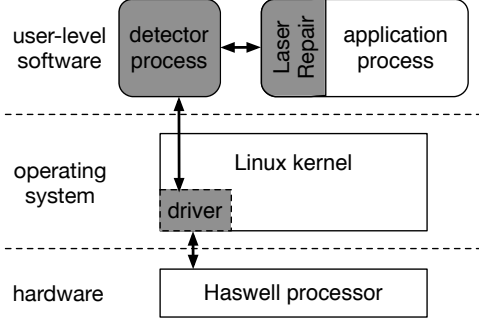 user-level
software
detector
process
Laser
Repair
application
process
operating
system
Linux kernel
driver
hardware
Haswell processor